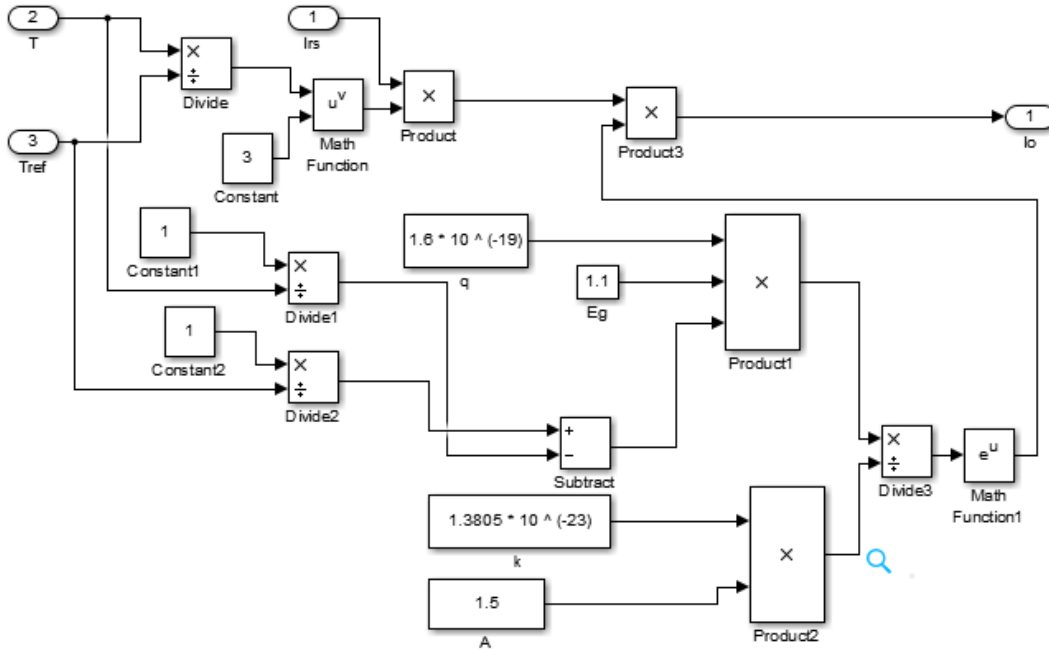 2
T
1
Irs
×
÷
Divide
u^v
Math
Function
×
Product
×
Product3
1
Io
3
Tref
3
Constant
1
Constant1
×
÷
Divide1
1.6 * 10 ^ (-19)
q
1.1
Eg
×
Product1
1
Constant2
×
÷
Divide2
+
−
Subtract
×
÷
Divide3
e^u
Math
Function1
1.3805 * 10 ^ (-23)
k
×
Product2
1.5
A